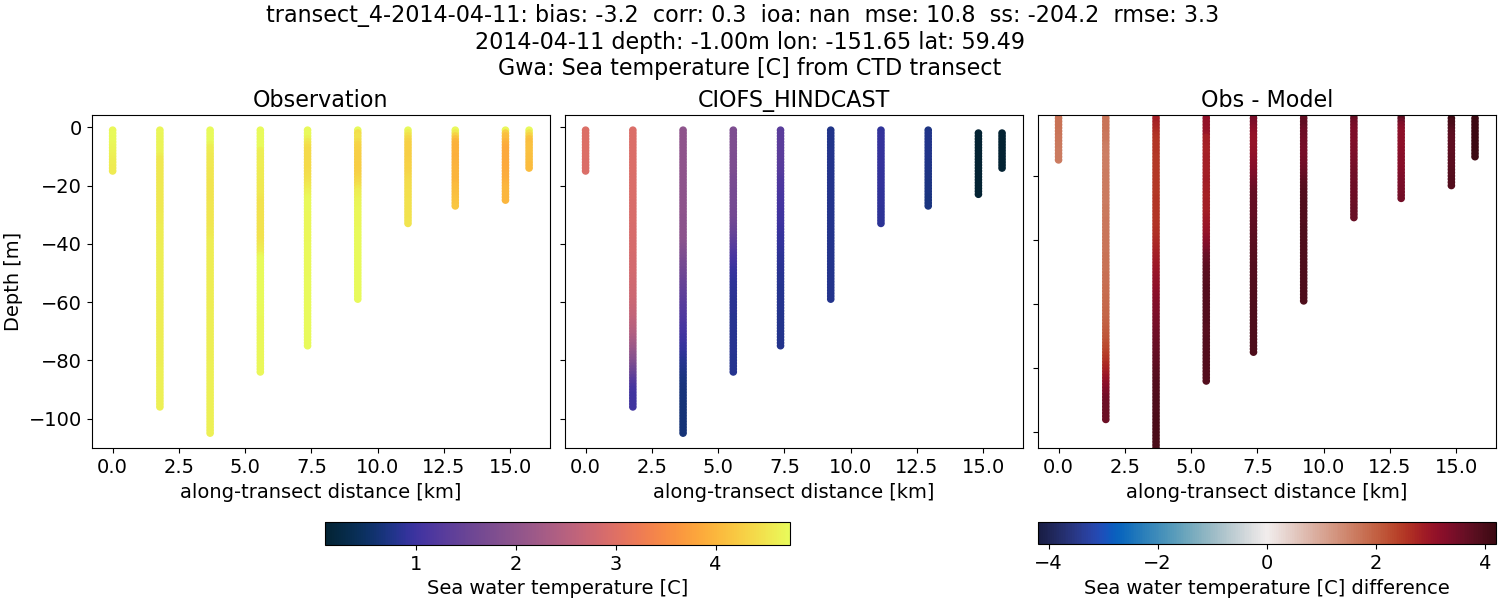 transect_4-2014-04-11: bias: -3.2 corr: 0.3 ioa: nan mse: 10.8 ss: -204.2 rmse: 3.3
2014-04-11 depth: -1.00m lon: -151.65 lat: 59.49
Gwa: Sea temperature [C] from CTD transect
Observation
CIOFS_HINDCAST
Obs - Model
Depth [m]
0
−20
−40
−60
−80
−100
0.0 2.5 5.0 7.5 10.0 12.5 15.0
along-transect distance [km]
0.0 2.5 5.0 7.5 10.0 12.5 15.0
along-transect distance [km]
0.0 2.5 5.0 7.5 10.0 12.5 15.0
along-transect distance [km]
1 2 3 4
Sea water temperature [C]
−4 −2 0 2 4
Sea water temperature [C] difference